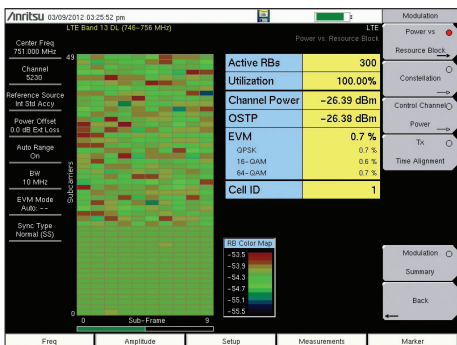 Anritsu 03/09/2012 03:25:52 pm
LTE Band 13 DL (746-756 MHz)
LTE
Power vs. Resource Block
Center Freq
751.000 MHz
Channel
5230
Reference Source
Int Std Accy
Power Offset
0.0 dB Ext Loss
Auto Range
On
BW
10 MHz
EVM Mode
Auto: --
Sync Type
Normal (SS)
49
Subcarriers
0
0 Sub-Frame 9
Active RBs 300
Utilization 100.00%
Channel Power -26.39 dBm
OSTP -26.38 dBm
EVM 0.7 %
QPSK 0.7 %
16-QAM 0.6 %
64-QAM 0.7 %
Cell ID 1
RB Color Map
-53.5
-53.9
-54.3
-54.7
-55.1
-55.5
Modulation
Power vs
Resource Block
Constellation
Control Channel
Power
Tx
Time Alignment
Modulation
Summary
Back
Freq
Amplitude
Setup
Measurements
Marker